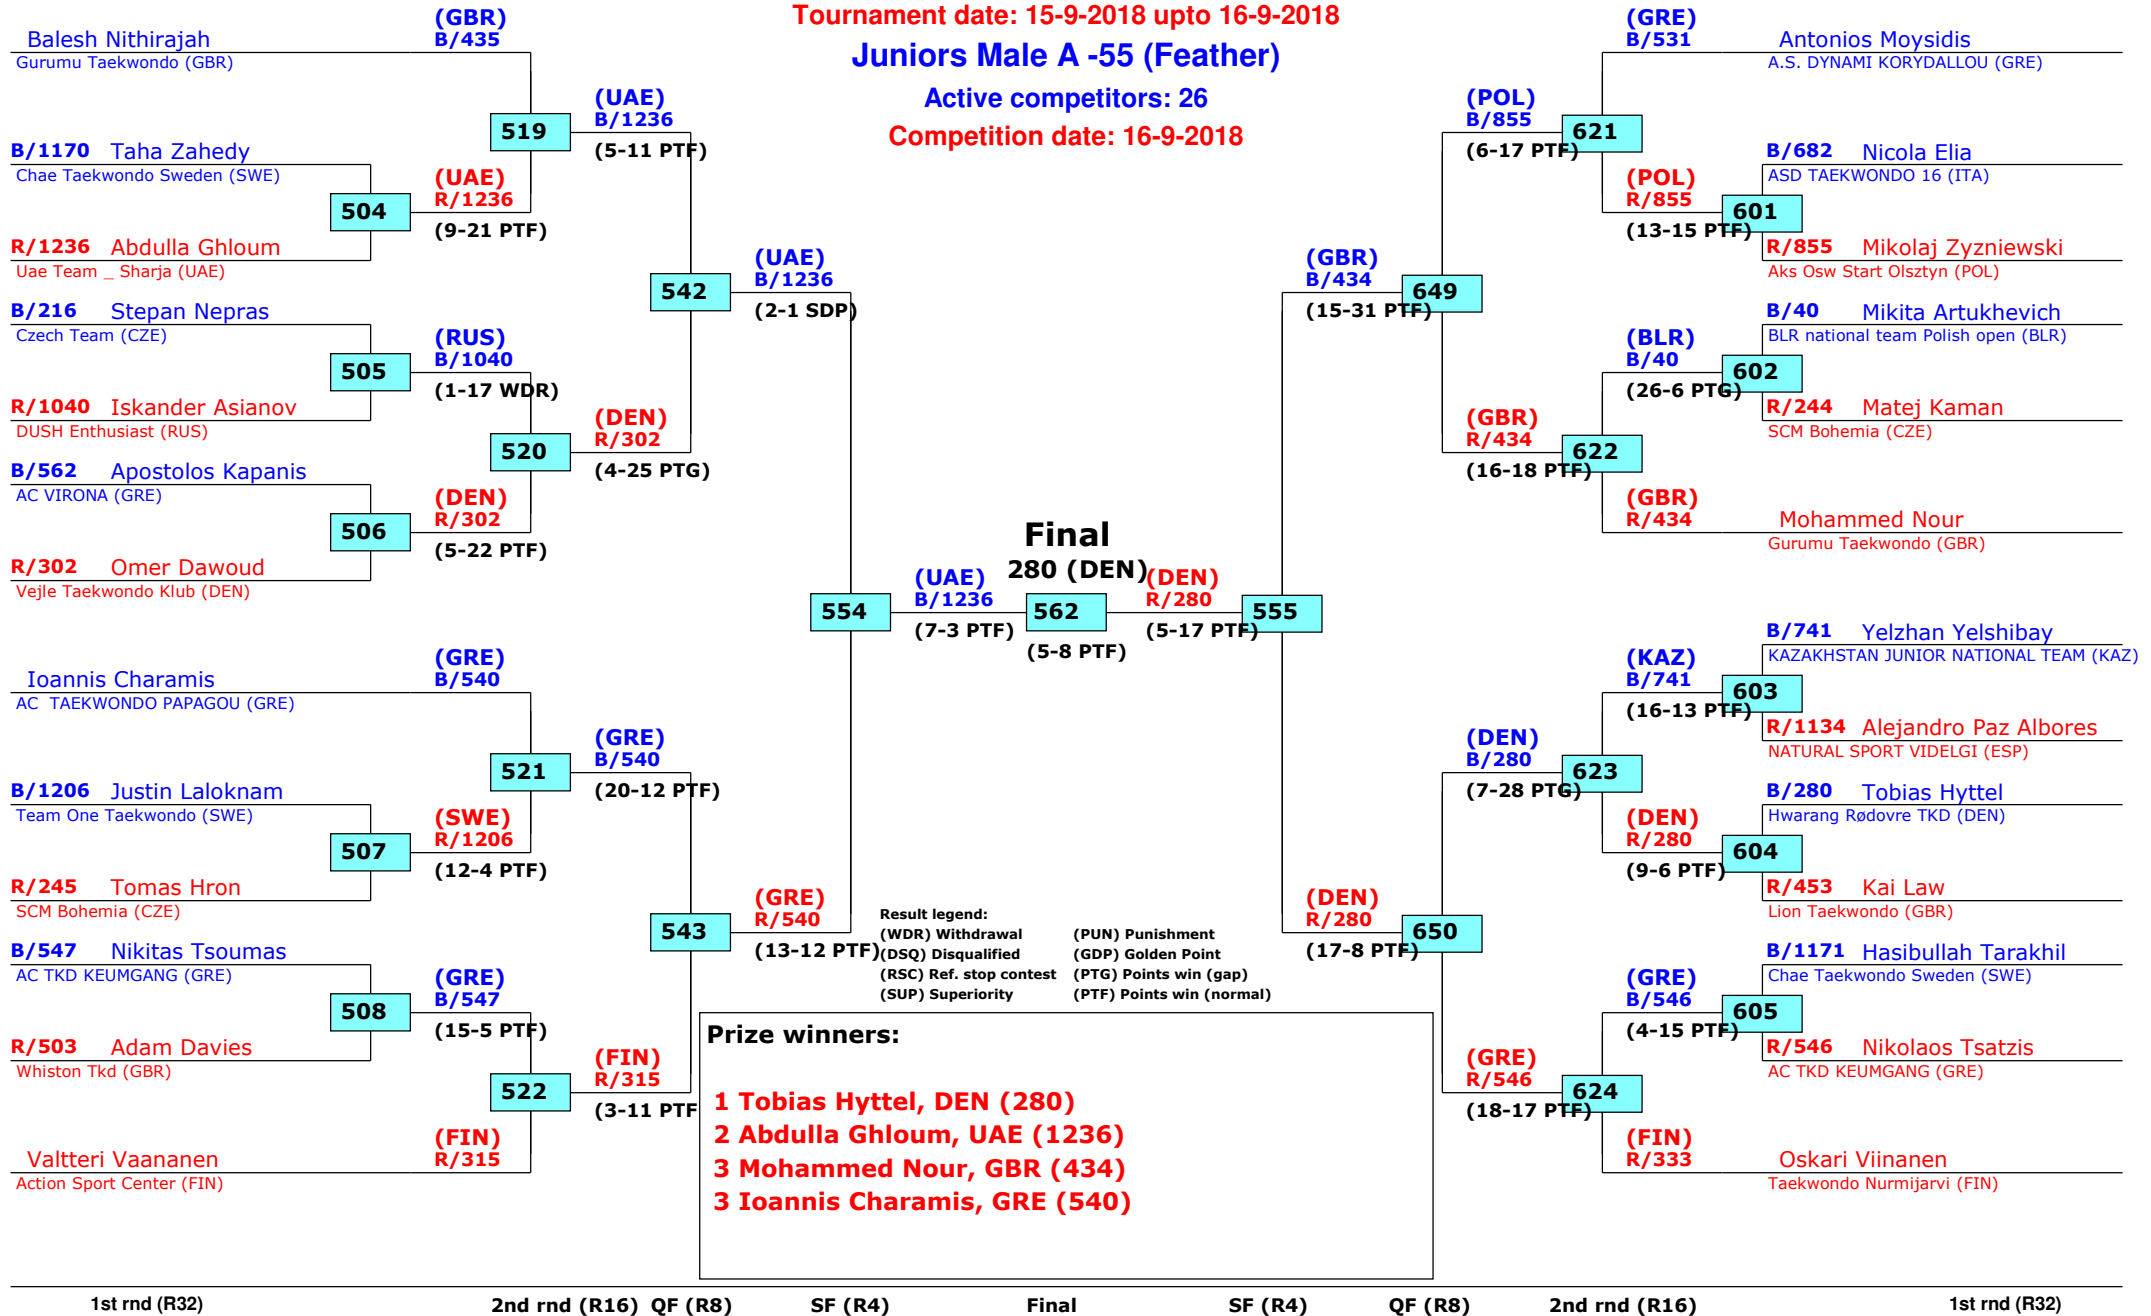 Tournament date: 15-9-2018 upto 16-9-2018
Juniors Male A -55 (Feather)
Active competitors: 26
Competition date: 16-9-2018
Balesh Nithirajah
Gurumu Taekwondo (GBR)
(GBR)
B/435
519
(UAE)
B/1236
(5-11 PTF)
B/1170 Taha Zahedy
Chae Taekwondo Sweden (SWE)
504
(UAE)
R/1236
(9-21 PTF)
R/1236 Abdulla Ghloum
Uae Team _ Sharja (UAE)
542
(UAE)
B/1236
(2-1 SDP)
B/216 Stepan Nepras
Czech Team (CZE)
505
(RUS)
B/1040
(1-17 WDR)
R/1040 Iskander Asianov
DUSH Enthusiast (RUS)
520
(DEN)
R/302
(4-25 PTG)
B/562 Apostolos Kapanis
AC VIRONA (GRE)
506
(DEN)
R/302
(5-22 PTF)
R/302 Omer Dawoud
Vejle Taekwondo Klub (DEN)
554
(UAE)
B/1236
(7-3 PTF)
Ioannis Charamis
AC TAEKWONDO PAPAGOU (GRE)
(GRE)
B/540
521
(GRE)
B/540
(20-12 PTF)
B/1206 Justin Laloknam
Team One Taekwondo (SWE)
507
(SWE)
R/1206
(12-4 PTF)
R/245 Tomas Hron
SCM Bohemia (CZE)
543
(GRE)
R/540
(13-12 PTF)
B/547 Nikitas Tsoumas
AC TKD KEUMGANG (GRE)
508
(GRE)
B/547
(15-5 PTF)
R/503 Adam Davies
Whiston Tkd (GBR)
522
(FIN)
R/315
(3-11 PTF
Valtteri Vaananen
Action Sport Center (FIN)
(FIN)
R/315
Final
280 (DEN)
562
(5-8 PTF)
(DEN)
R/280
(5-17 PTF)
555
(GRE)
B/531
Antonios Moysidis
A.S. DYNAMI KORYDALLOU (GRE)
(POL)
B/855
(6-17 PTF)
621
B/682 Nicola Elia
ASD TAEKWONDO 16 (ITA)
(POL)
R/855
(13-15 PTF)
601
R/855 Mikolaj Zyzniewski
Aks Osw Start Olsztyn (POL)
(GBR)
B/434
(15-31 PTF)
649
B/40 Mikita Artukhevich
BLR national team Polish open (BLR)
(BLR)
B/40
(26-6 PTG)
602
R/244 Matej Kaman
SCM Bohemia (CZE)
(GBR)
R/434
(16-18 PTF)
622
(GBR)
R/434
Mohammed Nour
Gurumu Taekwondo (GBR)
B/741 Yelzhan Yelshibay
KAZAKHSTAN JUNIOR NATIONAL TEAM (KAZ)
(KAZ)
B/741
(16-13 PTF)
603
R/1134 Alejandro Paz Albores
NATURAL SPORT VIDELGI (ESP)
(DEN)
B/280
(7-28 PTG)
623
B/280 Tobias Hyttel
Hwarang Rødovre TKD (DEN)
(DEN)
R/280
(9-6 PTF)
604
R/453 Kai Law
Lion Taekwondo (GBR)
(DEN)
R/280
(17-8 PTF)
650
B/1171 Hasibullah Tarakhil
Chae Taekwondo Sweden (SWE)
(GRE)
B/546
(4-15 PTF)
605
R/546 Nikolaos Tsatzis
AC TKD KEUMGANG (GRE)
(GRE)
R/546
(18-17 PTF)
624
(FIN)
R/333
Oskari Viinanen
Taekwondo Nurmijarvi (FIN)
Result legend:
(WDR) Withdrawal (PUN) Punishment
(DSQ) Disqualified (GDP) Golden Point
(RSC) Ref. stop contest (PTG) Points win (gap)
(SUP) Superiority (PTF) Points win (normal)
Prize winners:
1 Tobias Hyttel, DEN (280)
2 Abdulla Ghloum, UAE (1236)
3 Mohammed Nour, GBR (434)
3 Ioannis Charamis, GRE (540)
1st rnd (R32) 2nd rnd (R16) QF (R8) SF (R4) Final SF (R4) QF (R8) 2nd rnd (R16) 1st rnd (R32)